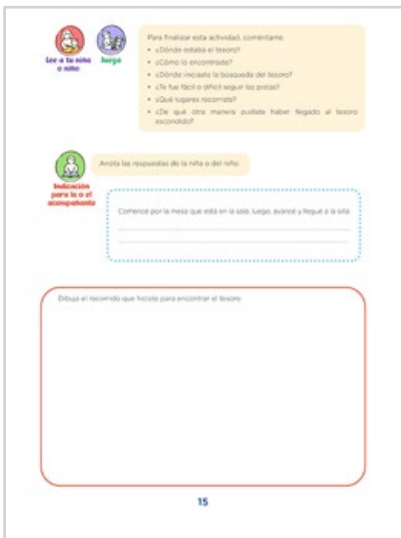 Para finalizar esta actividad, coméntame:
• ¿Dónde estaba el tesoro?
• ¿Cómo lo encontraste?
• ¿Dónde iniciaste la búsqueda del tesoro?
• ¿Te fue fácil o difícil seguir las pistas?
• ¿Qué lugares recorriste?
• ¿De qué otra manera pudiste haber llegado al tesoro
escondido?
Lee a tu niña
o niño
Juego
Anota las respuestas de la niña o del niño:
Indicación
para la o el
acompañante
Comencé por la mesa que está en la sala, luego, avancé y llegué a la silla
Dibuja el recorrido que hiciste para encontrar el tesoro
15